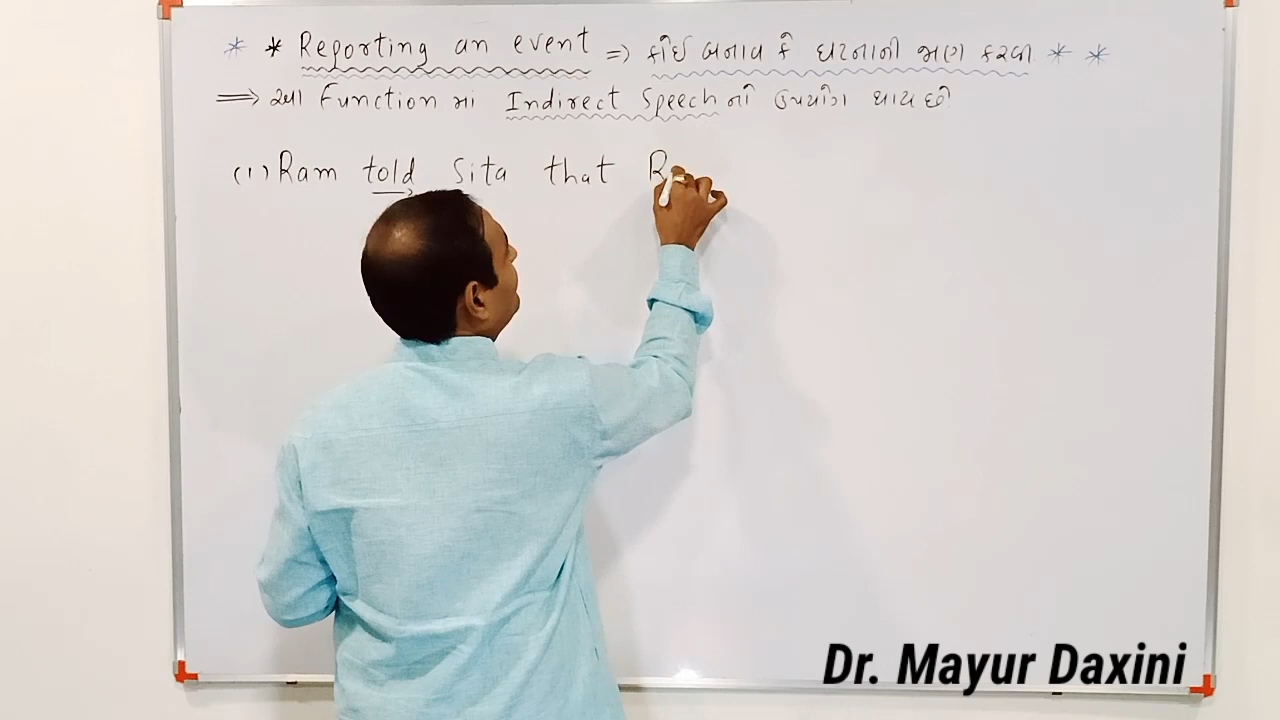 * * Reporting an event => કોઈ બનાવ કે ઘટનાની જાણ કરવી * *
=> આ Function માં Indirect Speech નો ઉપયોગ થાય છે
(1) Ram told Sita that R
Dr. Mayur Daxini